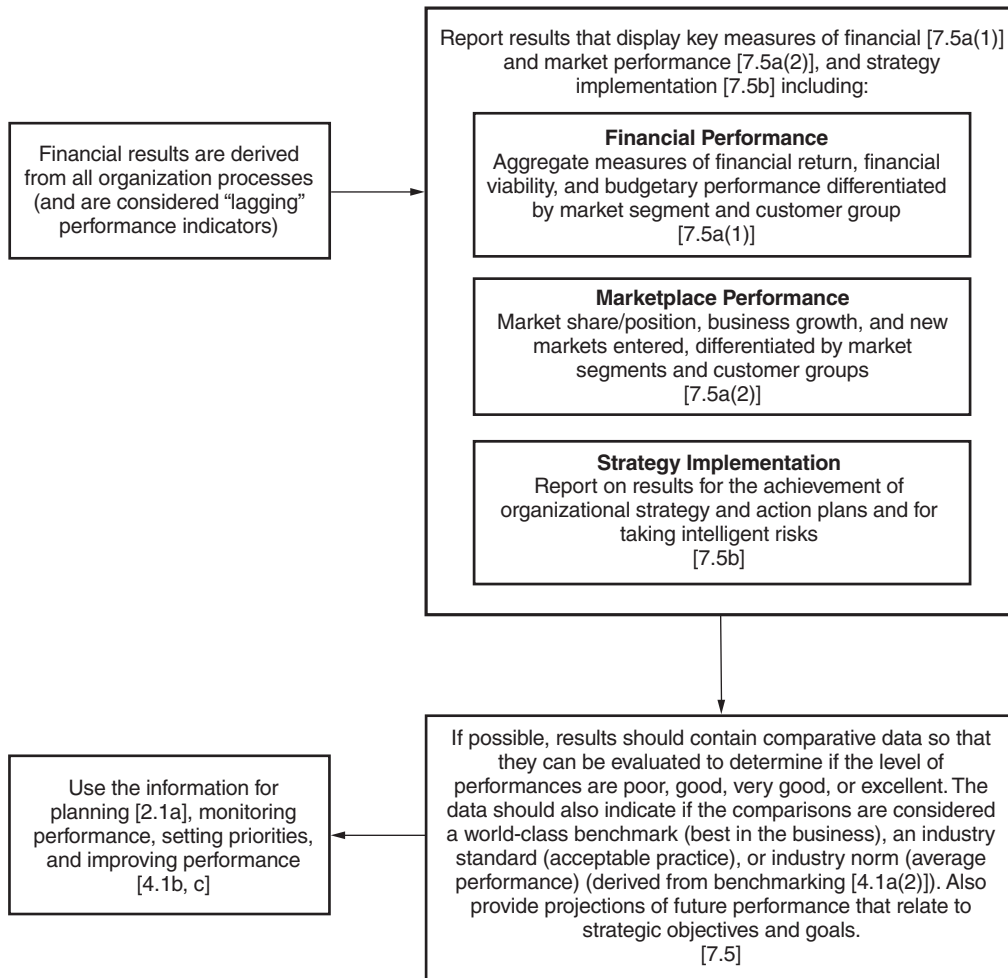 Report results that display key measures of financial [7.5a(1)]
and market performance [7.5a(2)], and strategy
implementation [7.5b] including:
Financial results are derived
from all organization processes
(and are considered “lagging”
performance indicators)
Financial Performance
Aggregate measures of financial return, financial
viability, and budgetary performance differentiated
by market segment and customer group
[7.5a(1)]
Marketplace Performance
Market share/position, business growth, and new
markets entered, differentiated by market
segments and customer groups
[7.5a(2)]
Strategy Implementation
Report on results for the achievement of
organizational strategy and action plans and for
taking intelligent risks
[7.5b]
If possible, results should contain comparative data so that
they can be evaluated to determine if the level of
performances are poor, good, very good, or excellent. The
data should also indicate if the comparisons are considered
a world-class benchmark (best in the business), an industry
standard (acceptable practice), or industry norm (average
performance) (derived from benchmarking [4.1a(2)]). Also
provide projections of future performance that relate to
strategic objectives and goals.
[7.5]
Use the information for
planning [2.1a], monitoring
performance, setting priorities,
and improving performance
[4.1b, c]